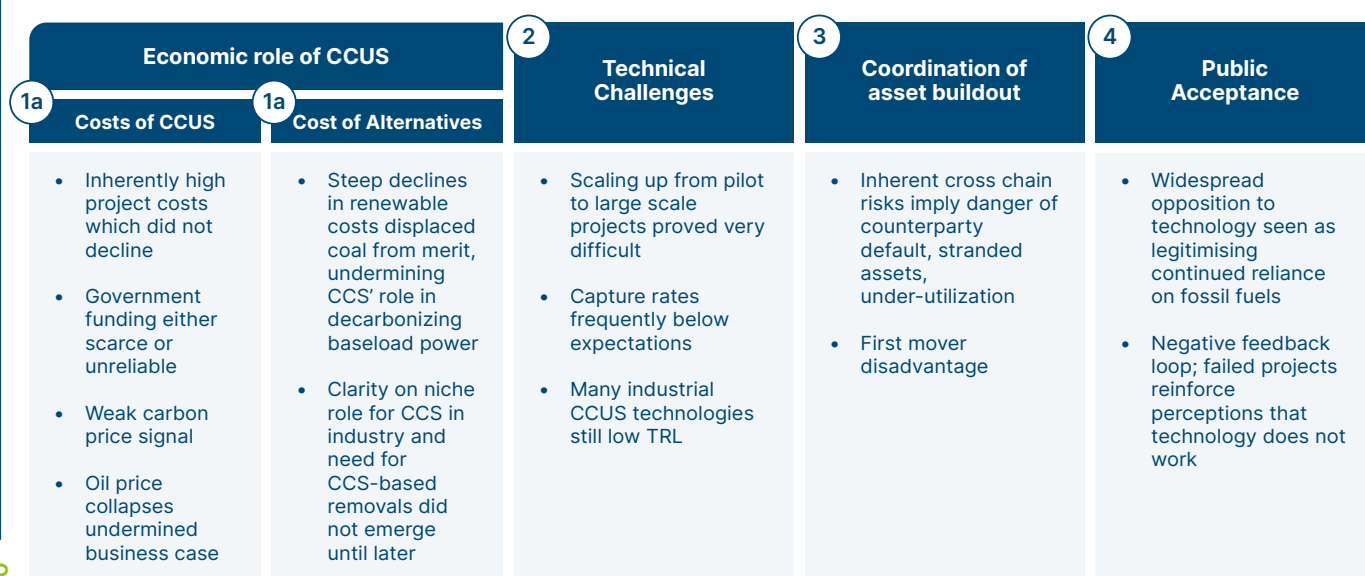 Economic role of CCUS
1a
Costs of CCUS
• Inherently high
project costs
which did not
decline
• Government
funding either
scarce or
unreliable
• Weak carbon
price signal
• Oil price
collapses
undermined
business case
1a
Cost of Alternatives
• Steep declines
in renewable
costs displaced
coal from merit,
undermining
CCS’ role in
decarbonizing
baseload power
• Clarity on niche
role for CCS in
industry and
need for
CCS-based
removals did
not emerge
until later
2
Technical
Challenges
• Scaling up from pilot
to large scale
projects proved very
difficult
• Capture rates
frequently below
expectations
• Many industrial
CCUS technologies
still low TRL
3
Coordination of
asset buildout
• Inherent cross chain
risks imply danger of
counterparty
default, stranded
assets,
under-utilization
• First mover
disadvantage
4
Public
Acceptance
• Widespread
opposition to
technology seen as
legitimising
continued reliance
on fossil fuels
• Negative feedback
loop; failed projects
reinforce
perceptions that
technology does not
work